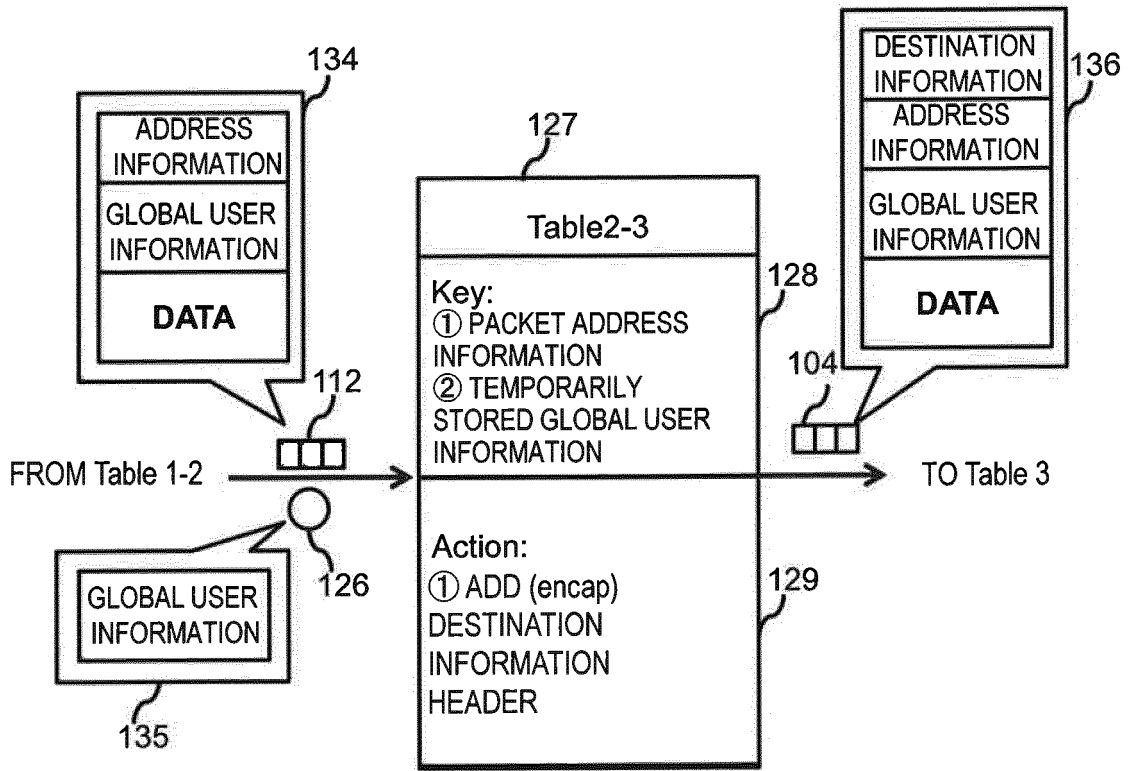 134
ADDRESS
INFORMATION
GLOBAL USER
INFORMATION
DATA
112
FROM Table 1-2
126
GLOBAL USER
INFORMATION
135
127
Table2-3
128
Key:
① PACKET ADDRESS
INFORMATION
② TEMPORARILY
STORED GLOBAL USER
INFORMATION
Action:
① ADD (encap)
DESTINATION
INFORMATION
HEADER
129
136
DESTINATION
INFORMATION
ADDRESS
INFORMATION
GLOBAL USER
INFORMATION
DATA
104
TO Table 3